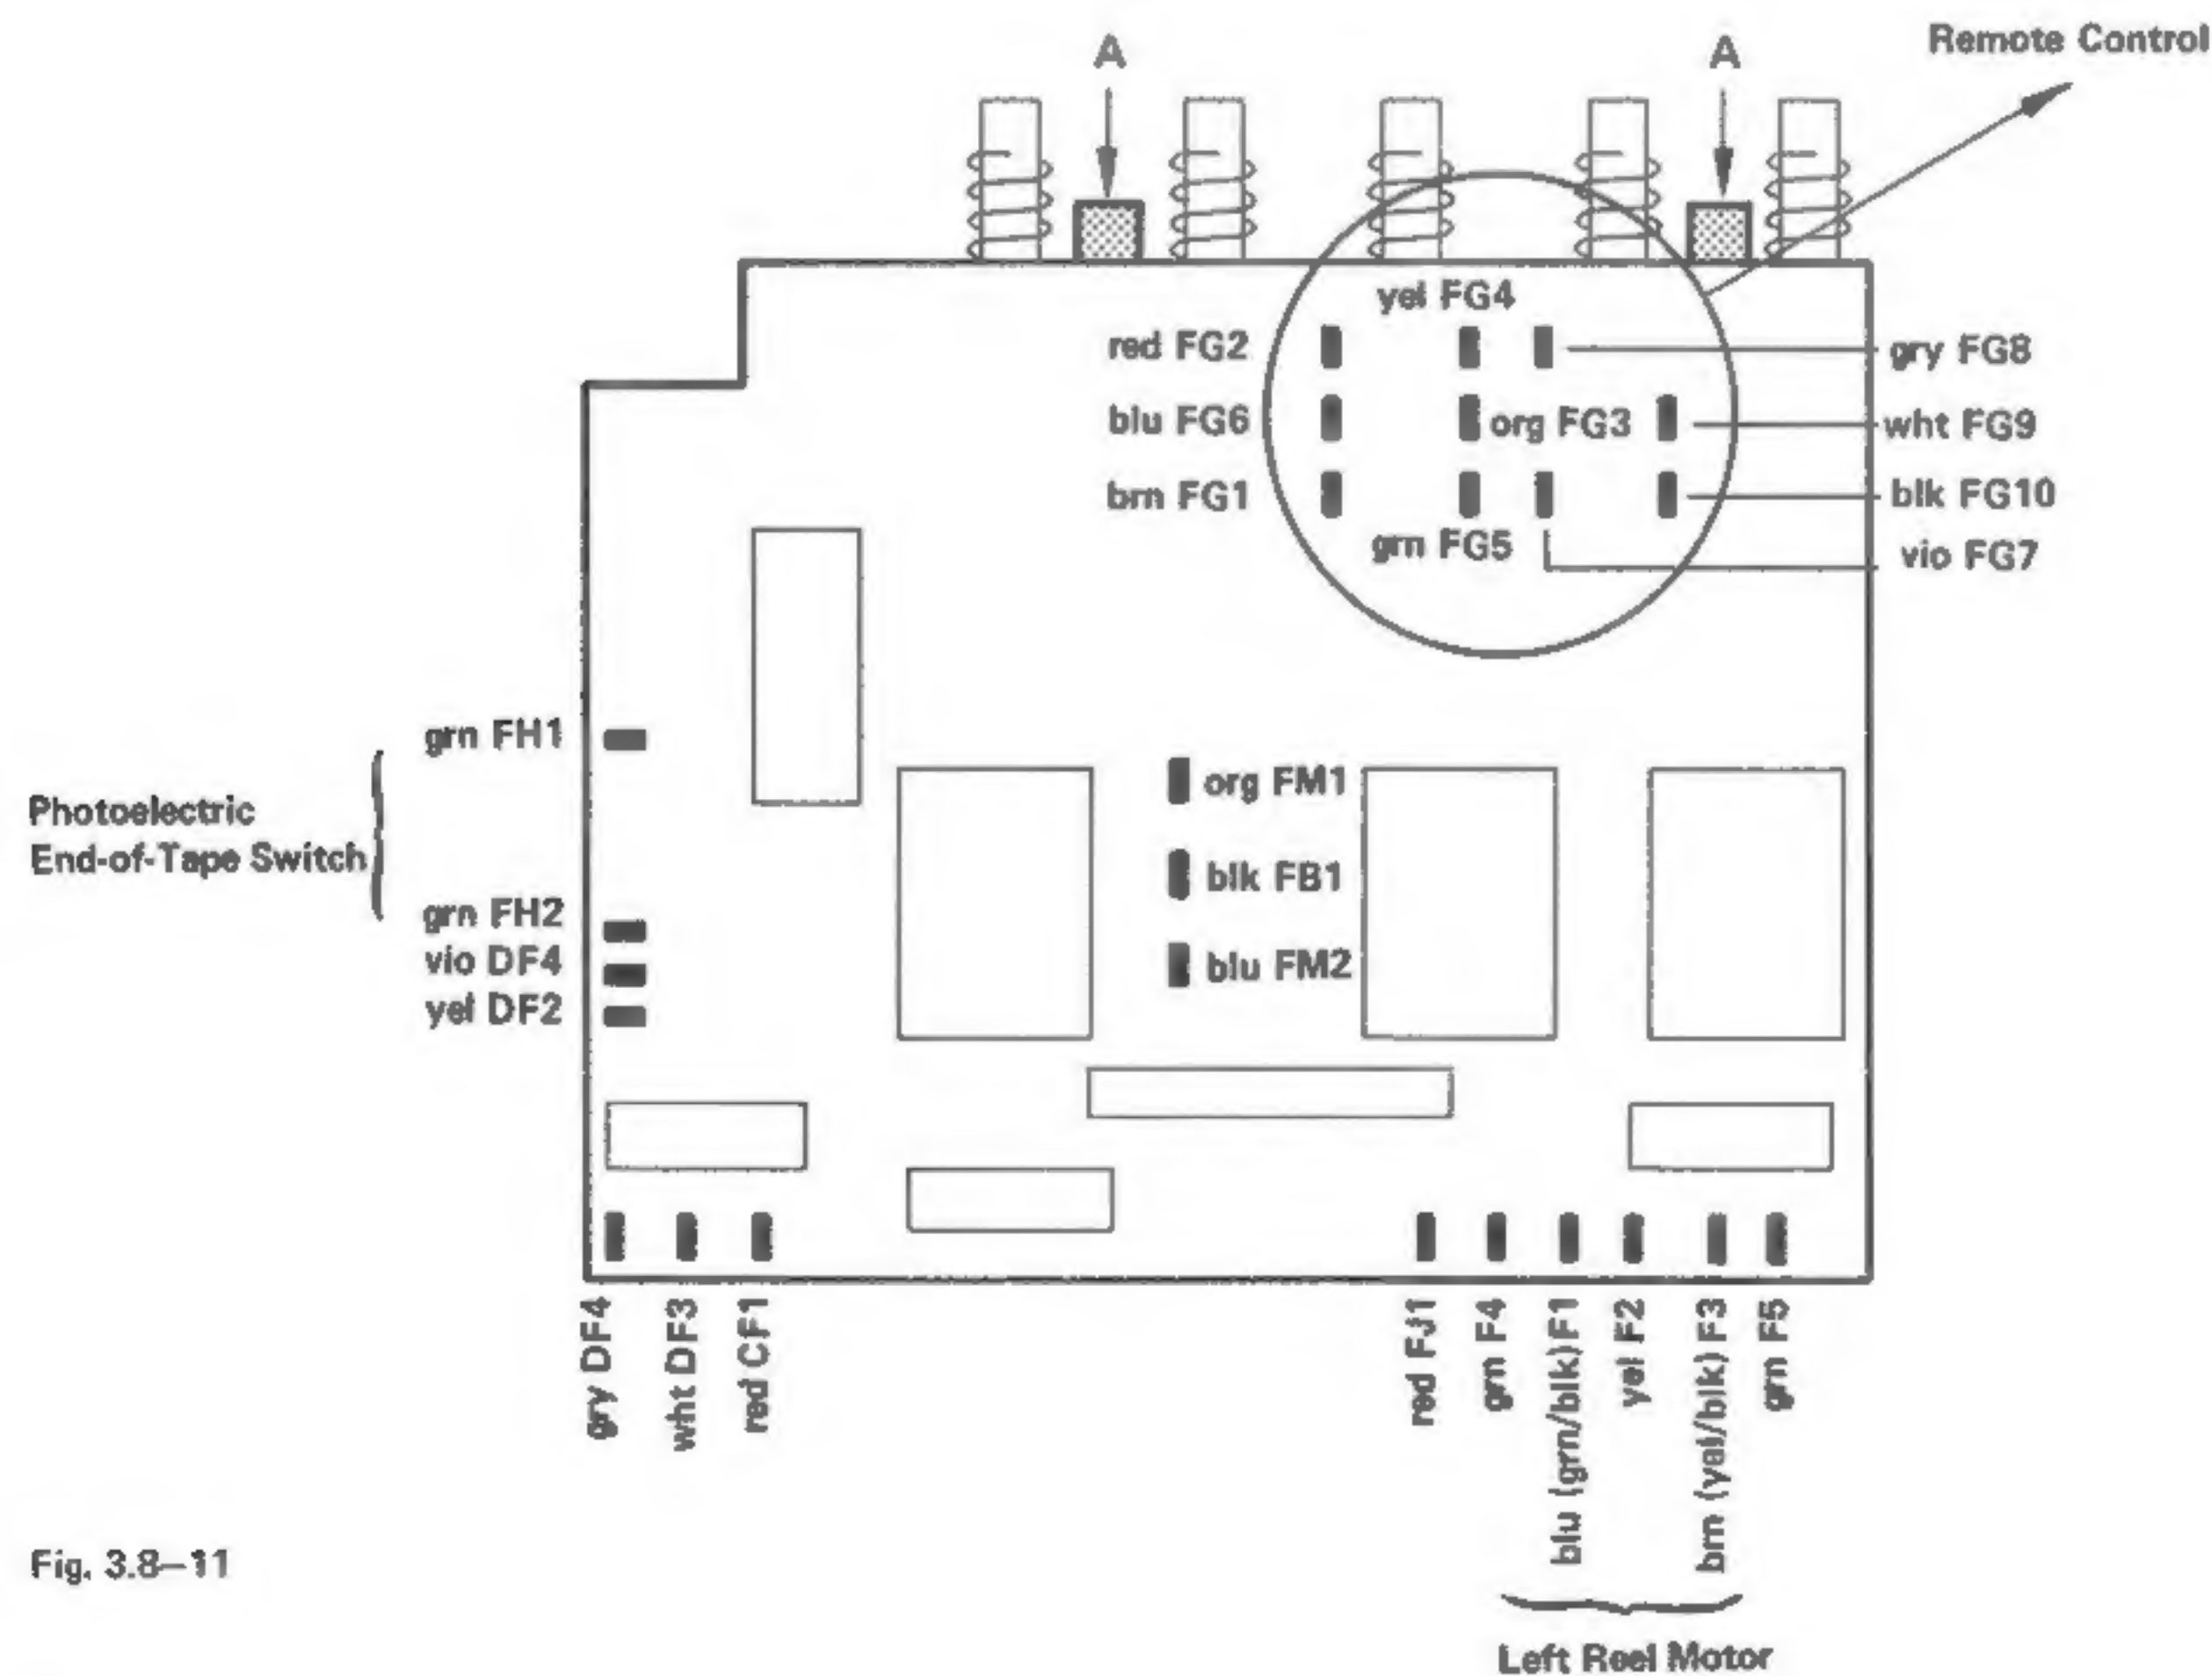 A
A
Remote Control
yel FG4
red FG2
gry FG8
blu FG6
org FG3
wht FG9
brn FG1
blk FG10
grn FG5
vio FG7
grn FH1
Photoelectric
End-of-Tape Switch
grn FH2
vio DF4
yel DF2
org FM1
blk FB1
blu FM2
gry DF4
wht DF3
red CF1
red FJ1
grn F4
blu (grn/blk) F1
yel F2
brn (yel/blk) F3
grn F5
Left Reel Motor
Fig. 3.8–11